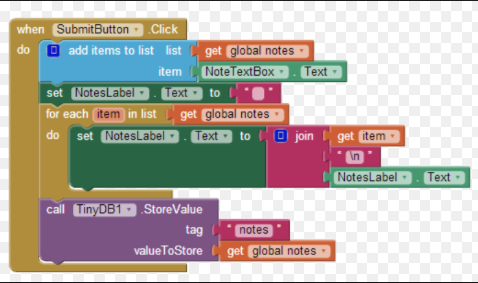 when SubmitButton .Click
do add items to list list get global notes
item NoteTextBox . Text
set NotesLabel . Text to " "
for each item in list get global notes
do set NotesLabel . Text to join get item
" \n "
NotesLabel . Text
call TinyDB1 .StoreValue
tag " notes "
valueToStore get global notes